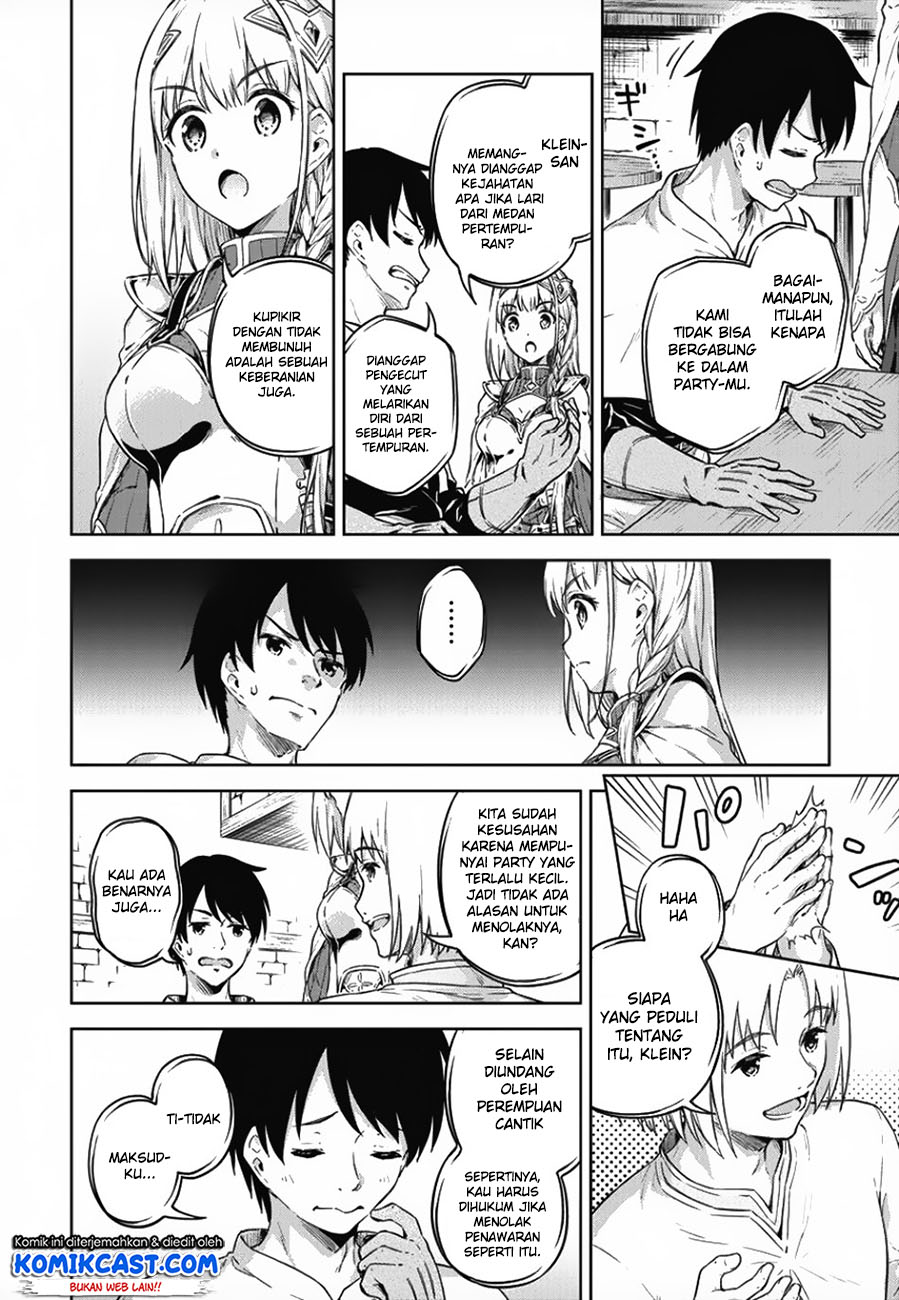 ギ
BAGAI-
MANAPUN,
ITULAH
KENAPA
KAMI
TIDAK BISA
BERGABUNG
KE DALAM
PARTY-MU.
KLEIN-
SAN
MEMANG-
NYA DIANGGAP
KEJAHATAN
APA JIKA LARI
DARI MEDAN
PERTEMPU-
RAN?
DIANGGAP
PENGECUT
YANG
MELARIKAN
DIRI DARI
SEBUAH PER-
TEMPURAN.
KUPIKIR
DENGAN TIDAK
MEMBUNUH
ADALAH SEBUAH
KEBERANIAN
JUGA.
......
パン
HAHA
HA
SIAPA
YANG PEDULI
TENTANG
ITU, KLEIN?
KITA SUDAH
KESUSAHAN
KARENA MEMPU-
NYAI PARTY YANG
TERLALU KECIL.
JADI TIDAK ADA
ALASAN UNTUK
MENOLAKNYA,
KAN?
KAU ADA
BENARNYA
JUGA...
SELAIN
DIUNDANG
OLEH
PEREMPUAN
CANTIK
SEPERTINYA,
KAU HARUS
DIHUKUM JIKA
MENOLAK
PENAWARAN
SEPERTI ITU.
TI-TIDAK
MAKSUD-
KU...
Komik ini diterjemahkan & diedit oleh
KOMIKCAST.COM
BUKAN WEB LAIN!!